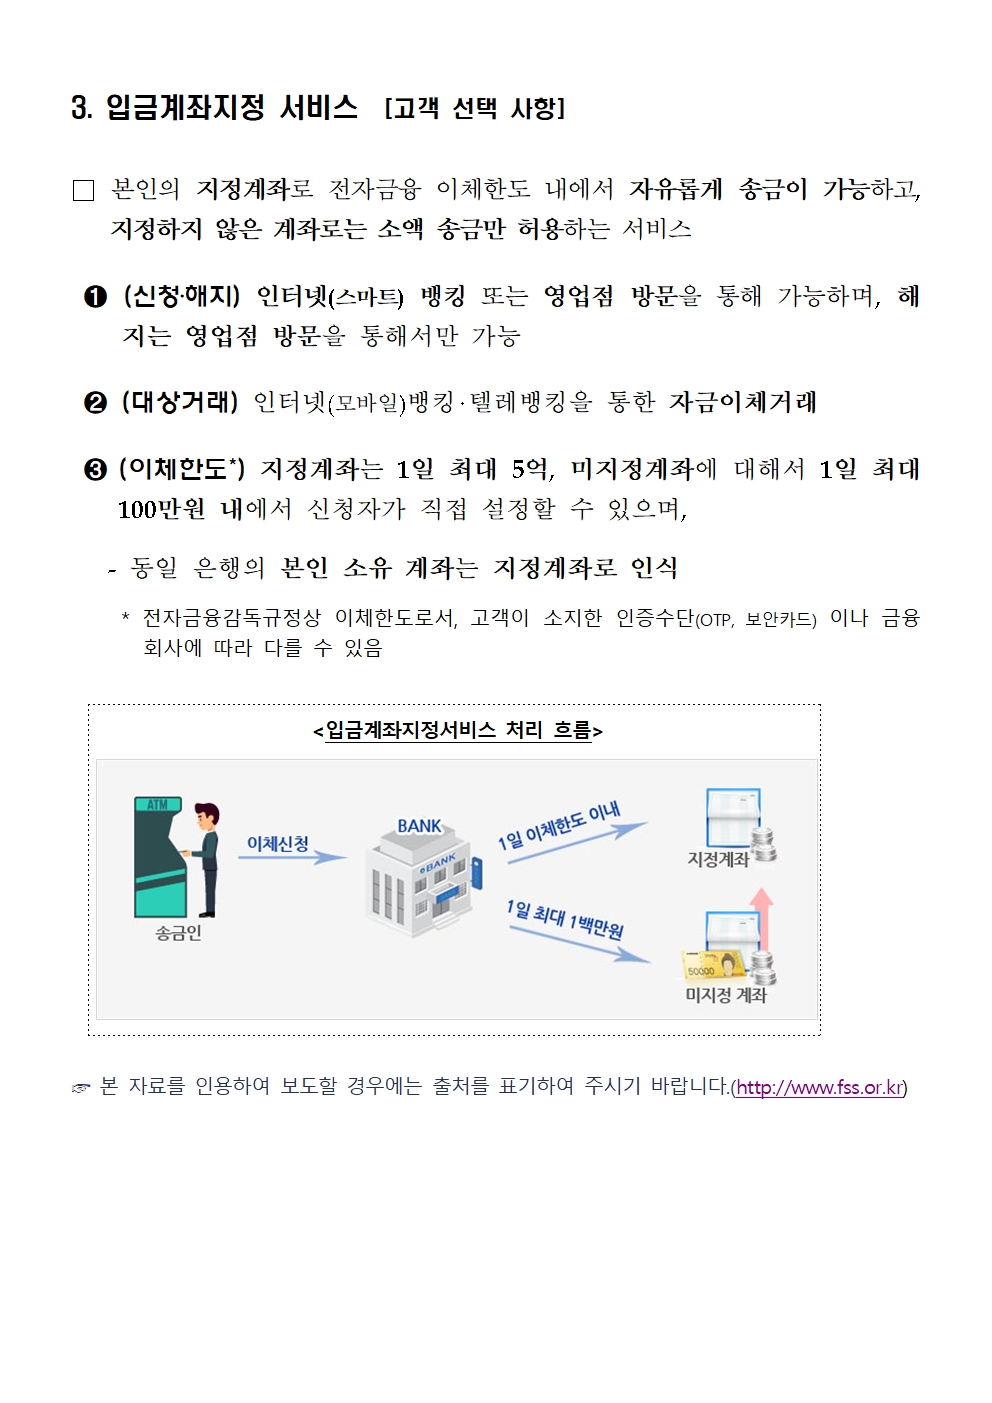 3. 입금계좌지정 서비스 [고객 선택 사항]
□ 본인의 지정계좌로 전자금융 이체한도 내에서 자유롭게 송금이 가능하고,
지정하지 않은 계좌로는 소액 송금만 허용하는 서비스
❶ (신청·해지) 인터넷(스마트) 뱅킹 또는 영업점 방문을 통해 가능하며, 해
지는 영업점 방문을 통해서만 가능
❷ (대상거래) 인터넷(모바일)뱅킹·텔레뱅킹을 통한 자금이체거래
❸ (이체한도*) 지정계좌는 1일 최대 5억, 미지정계좌에 대해서 1일 최대
100만원 내에서 신청자가 직접 설정할 수 있으며,
- 동일 은행의 본인 소유 계좌는 지정계좌로 인식
* 전자금융감독규정상 이체한도로서, 고객이 소지한 인증수단(OTP, 보안카드) 이나 금융
회사에 따라 다를 수 있음
<입금계좌지정서비스 처리 흐름>
ATM
송금인
이체신청
BANK
BANK
1일 이체한도 이내
지정계좌
1일 최대 1백만원
50000
미지정 계좌
☞ 본 자료를 인용하여 보도할 경우에는 출처를 표기하여 주시기 바랍니다.(http://www.fss.or.kr)